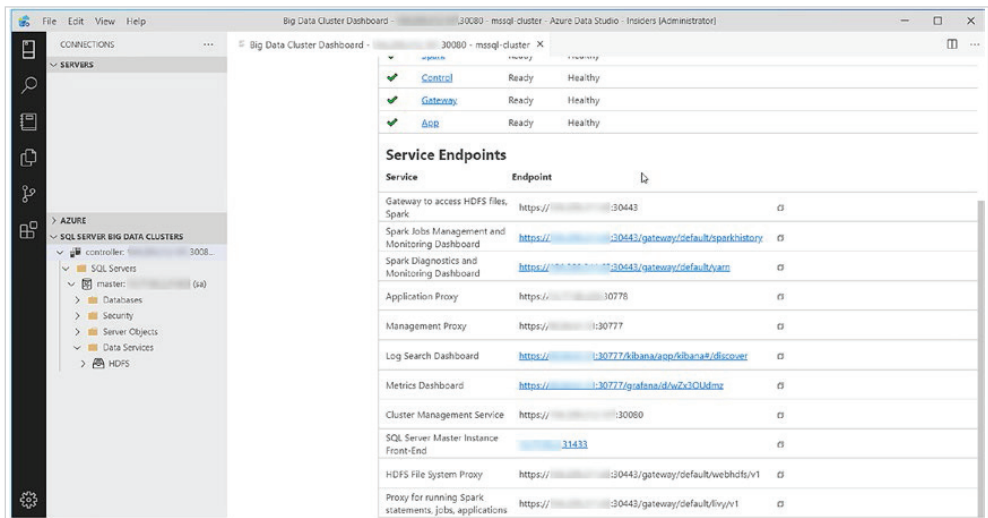 File Edit View Help
Big Data Cluster Dashboard - .30080 - mssql-cluster - Azure Data Studio - Insiders [Administrator]
CONNECTIONS
Big Data Cluster Dashboard - 30080 - mssql-cluster
SERVERS
Control Ready Healthy
Gateway Ready Healthy
App Ready Healthy
Service Endpoints
Service Endpoint
Gateway to access HDFS files,
Spark
https:// :30443
Spark Jobs Management and
Monitoring Dashboard
https:// :30443/gateway/default/sparkhistory
Spark Diagnostics and
Monitoring Dashboard
https:// :30443/gateway/default/yarn
Application Proxy https:/ 30778
Management Proxy https:/ :30777
Log Search Dashboard https:/ :30777/kibana/app/kibana#/discover
Metrics Dashboard https:/ :30777/grafana/d/wZx3OUdmz
Cluster Management Service https:/ :30080
SQL Server Master Instance
Front-End
31433
HDFS File System Proxy https:/ :30443/gateway/default/webhdfs/v1
Proxy for running Spark
statements, jobs, applications
https:// :30443/gateway/default/livy/v1
AZURE
SQL SERVER BIG DATA CLUSTERS
controller: 3008...
SQL Servers
master: (sa)
Databases
Security
Server Objects
Data Services
HDFS